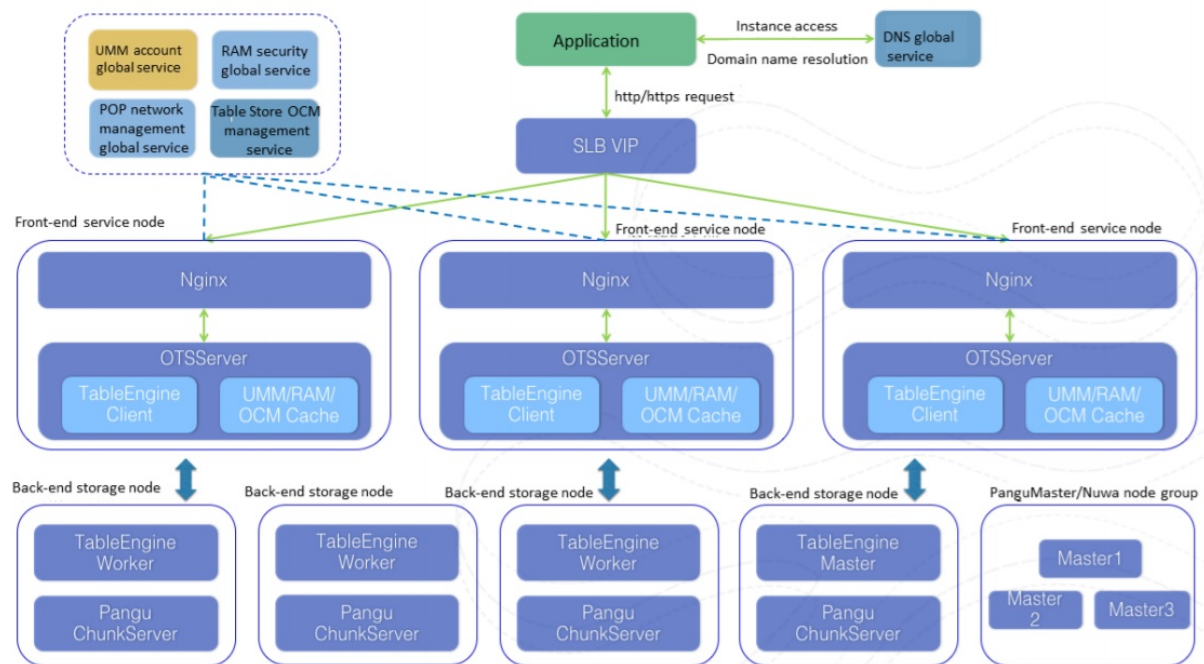 UMM account
global service
RAM security
global service
POP network
management
global service
Table Store OCM
management
service
Application
Instance access
Domain name resolution
DNS global
service
http/https request
SLB VIP
Front-end service node
Front-end service node
Front-end service node
Nginx
Nginx
Nginx
OTSServer
TableEngine
Client
UMM/RAM/
OCM Cache
OTSServer
TableEngine
Client
UMM/RAM/
OCM Cache
OTSServer
TableEngine
Client
UMM/RAM/
OCM Cache
Back-end storage node
Back-end storage node
Back-end storage node
Back-end storage node
PanguMaster/Nuwa node group
TableEngine
Worker
Pangu
ChunkServer
TableEngine
Worker
Pangu
ChunkServer
TableEngine
Worker
Pangu
ChunkServer
TableEngine
Master
Pangu
ChunkServer
Master1
Master
2
Master3